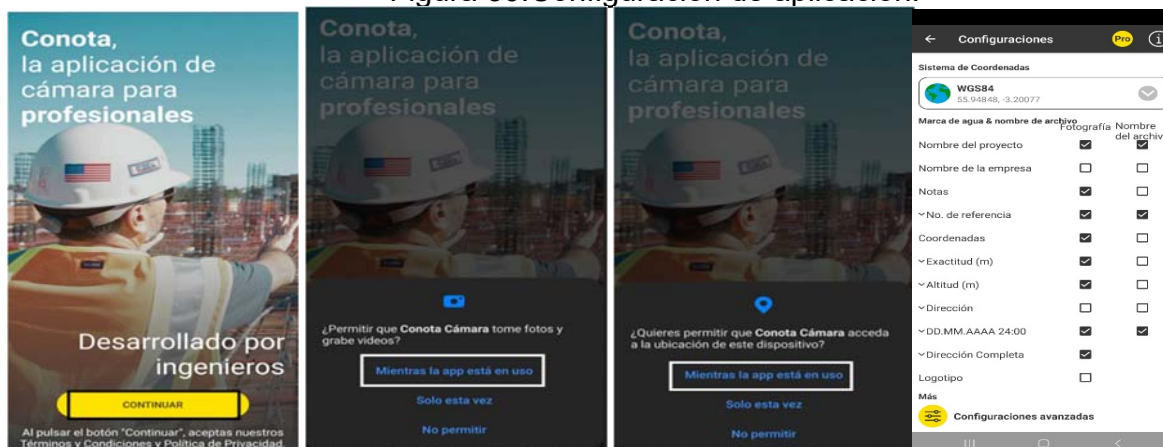 Configuración de aplicación.
Conota,
la aplicación de
cámara para
profesionales
Desarrollado por
ingenieros
CONTINUAR
Al pulsar el botón "Continuar", aceptas nuestros
Términos y Condiciones y Política de Privacidad.
Conota,
la aplicación de
cámara para
profesionales
¿Permitir que Conota Cámara tome fotos y
grabe videos?
Mientras la app está en uso
Solo esta vez
No permitir
Conota,
la aplicación de
cámara para
profesionales
¿Quieres permitir que Conota Cámara acceda
a la ubicación de este dispositivo?
Mientras la app está en uso
Solo esta vez
No permitir
Configuraciones Pro
Sistema de Coordenadas
WGS84
55.94848, -3.20077
Marca de agua & nombre de archivo
Fotografía Nombre
del archiv
Nombre del proyecto
Nombre de la empresa
Notas
No. de referencia
Coordenadas
Exactitud (m)
Altitud (m)
Dirección
DD.MM.AAAA 24:00
Dirección Completa
Logotipo
Más
Configuraciones avanzadas